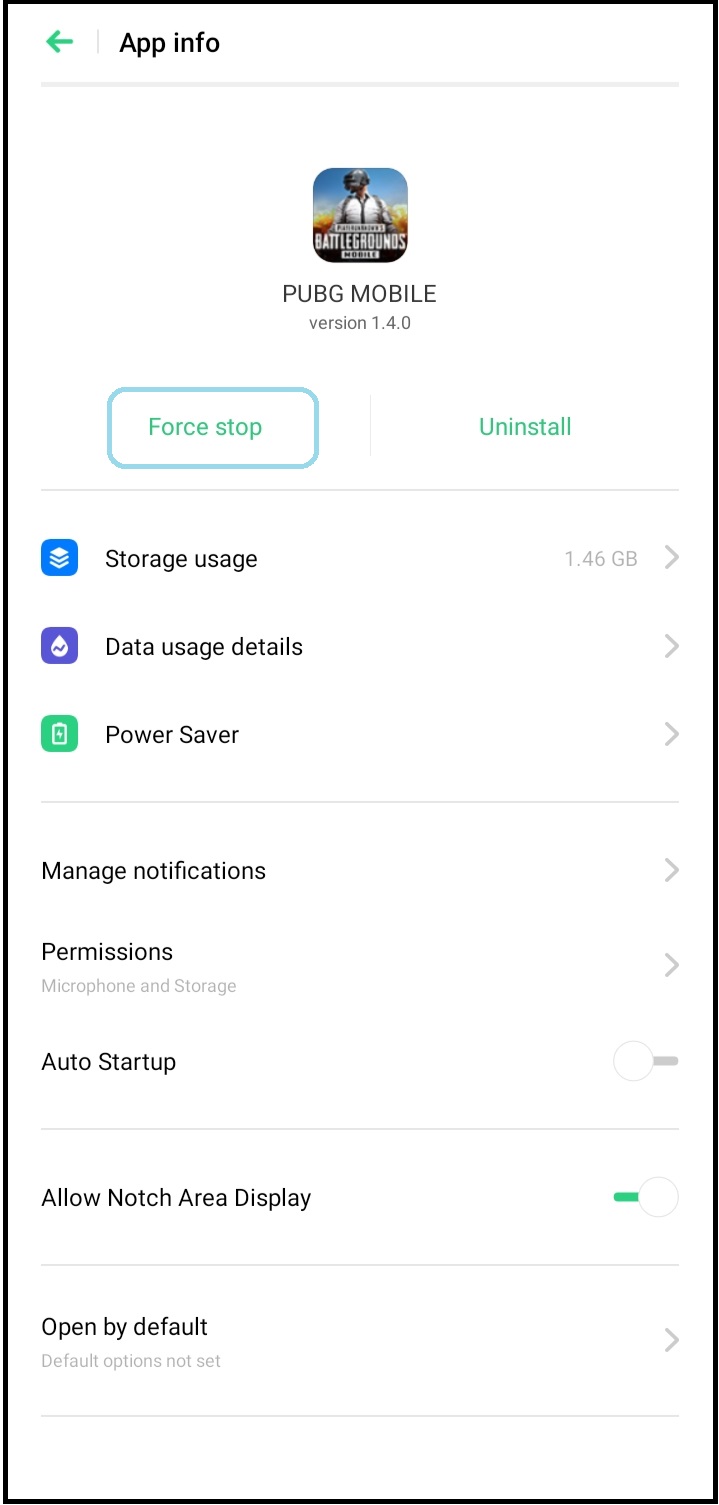 App info
PLAYERUNKNOWN'S
BATTLEGROUNDS
MOBILE
PUBG MOBILE
version 1.4.0
Force stop
Uninstall
Storage usage
1.46 GB
Data usage details
Power Saver
Manage notifications
Permissions
Microphone and Storage
Auto Startup
Allow Notch Area Display
Open by default
Default options not set